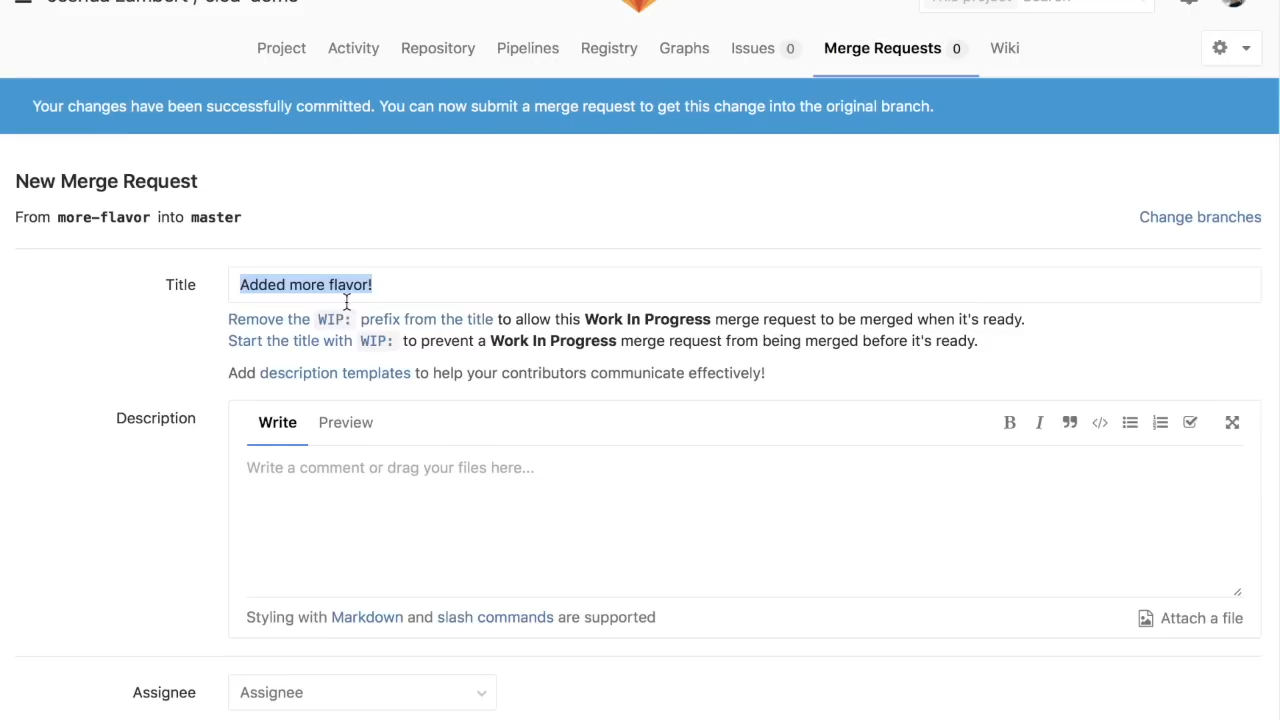 Project Activity Repository Pipelines Registry Graphs Issues 0 Merge Requests 0 Wiki
Your changes have been successfully committed. You can now submit a merge request to get this change into the original branch.
New Merge Request
From more-flavor into master
Change branches
Title
Added more flavor!
Remove the WIP: prefix from the title to allow this Work In Progress merge request to be merged when it's ready.
Start the title with WIP: to prevent a Work In Progress merge request from being merged before it's ready.
Add description templates to help your contributors communicate effectively!
Description
Write Preview
Write a comment or drag your files here...
Styling with Markdown and slash commands are supported
Attach a file
Assignee
Assignee